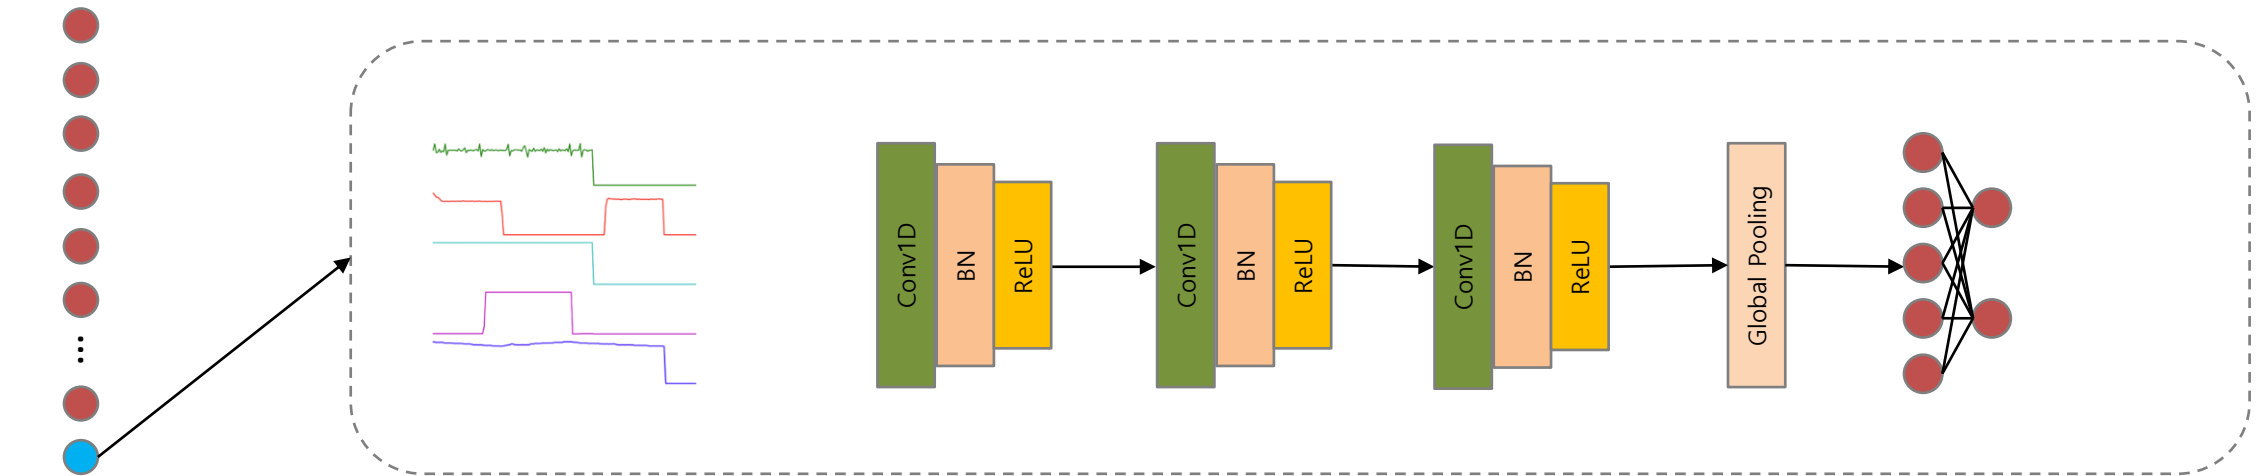 Conv1D
BN
ReLU
Conv1D
BN
ReLU
Conv1D
BN
ReLU
Global Pooling